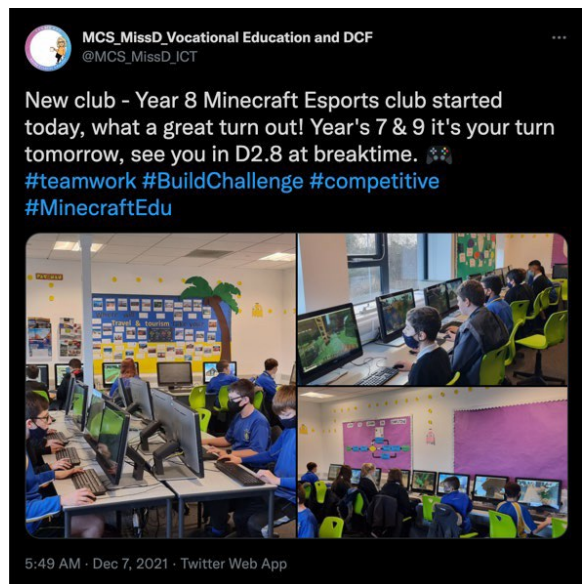 MCS_MissD_Vocational Education and DCF
@MCS_MissD_ICT
New club - Year 8 Minecraft Esports club started
today, what a great turn out! Year's 7 & 9 it's your turn
tomorrow, see you in D2.8 at breaktime. 🎮
#teamwork #BuildChallenge #competitive
#MinecraftEdu
Travel & tourism
5:49 AM · Dec 7, 2021 · Twitter Web App